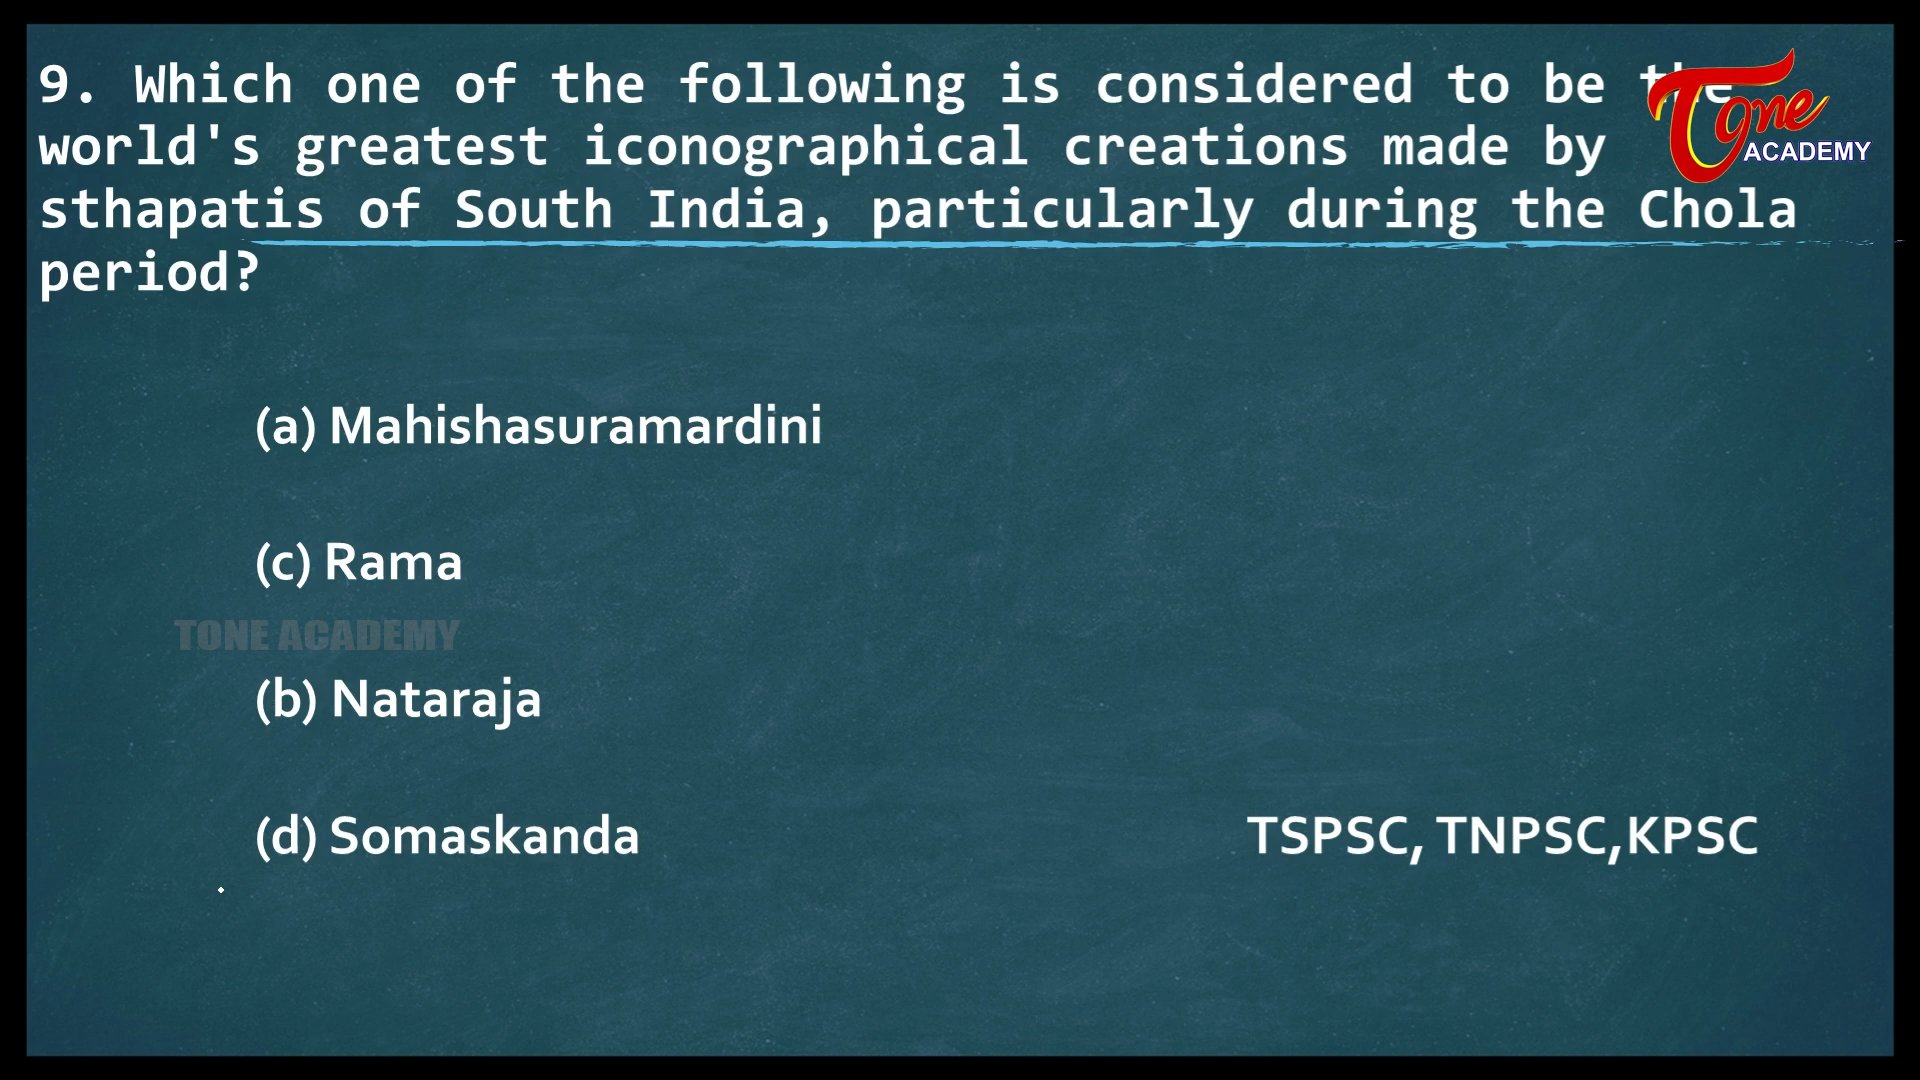 9. Which one of the following is considered to be the
world's greatest iconographical creations made by
sthapatis of South India, particularly during the Chola
period?
Tone
ACADEMY
(a) Mahishasuramardini
(c) Rama
TONE ACADEMY
(b) Nataraja
(d) Somaskanda
TSPSC, TNPSC,KPSC